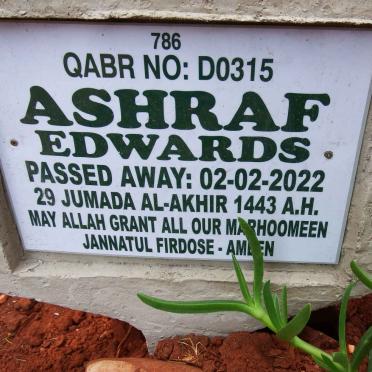 786
QABR NO: D0315
ASHRAF
EDWARDS
PASSED AWAY: 02-02-2022
29 JUMADA AL-AKHIR 1443 A.H.
MAY ALLAH GRANT ALL OUR MARHOOMEEN
JANNATUL FIRDOSE - AMEEN